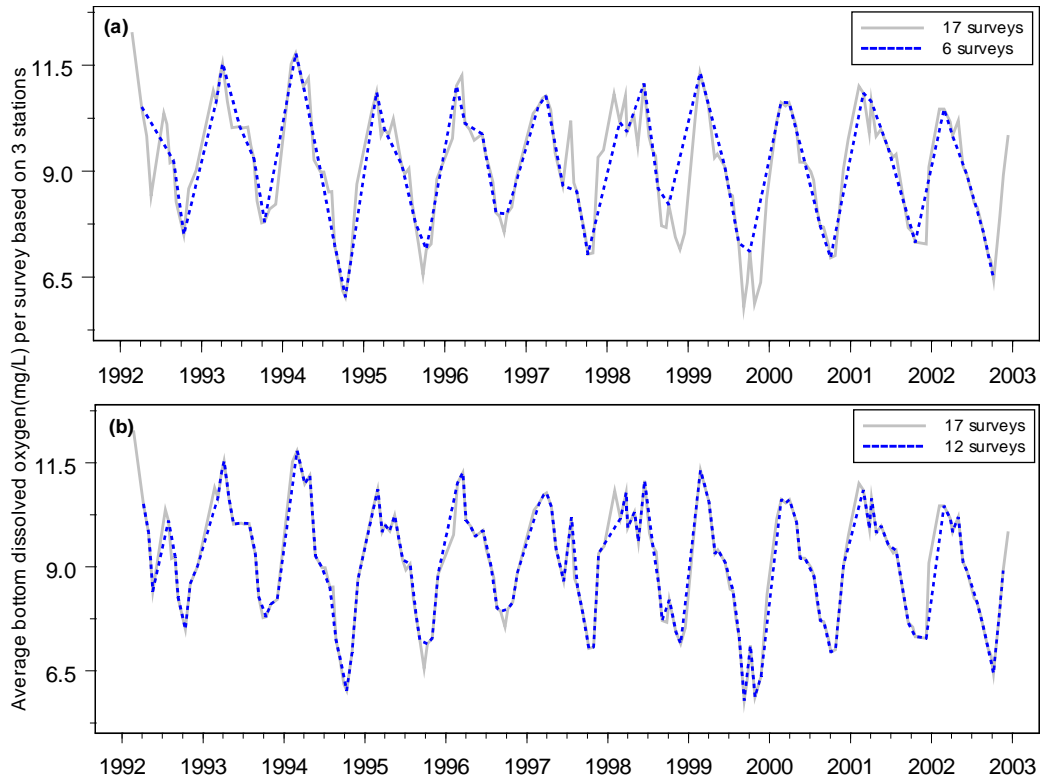 Average bottom dissolved oxygen(mg/L) per survey based on 3 stations
(a)
17 surveys
6 surveys
11.5
9.0
6.5
1992 1993 1994 1995 1996 1997 1998 1999 2000 2001 2002 2003
(b)
17 surveys
12 surveys
11.5
9.0
6.5
1992 1993 1994 1995 1996 1997 1998 1999 2000 2001 2002 2003